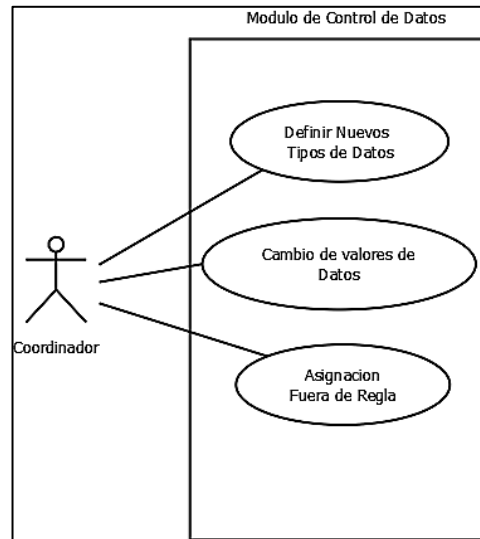 Modulo de Control de Datos
Definir Nuevos
Tipos de Datos
Cambio de valores de
Datos
Coordinador
Asignacion
Fuera de Regla